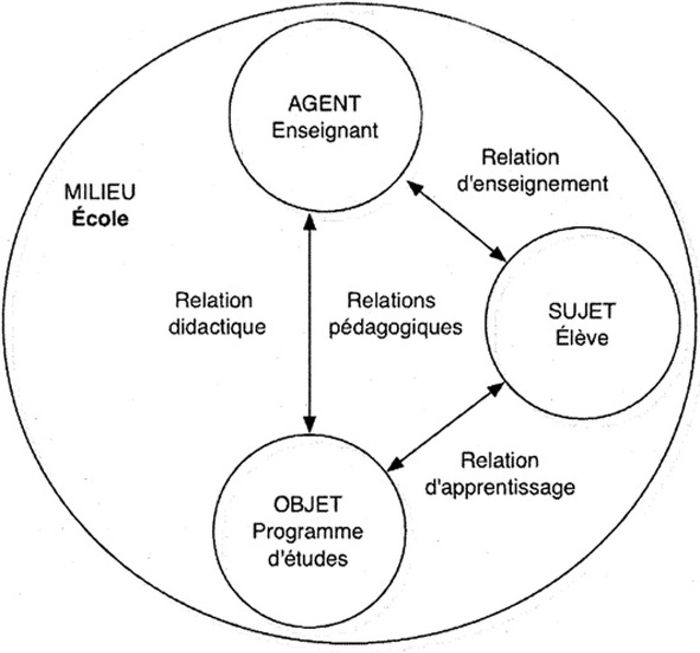 AGENT
Enseignant
Relation
d'enseignement
MILIEU
École
Relation
didactique
Relations
pédagogiques
SUJET
Élève
Relation
d'apprentissage
OBJET
Programme
d'études